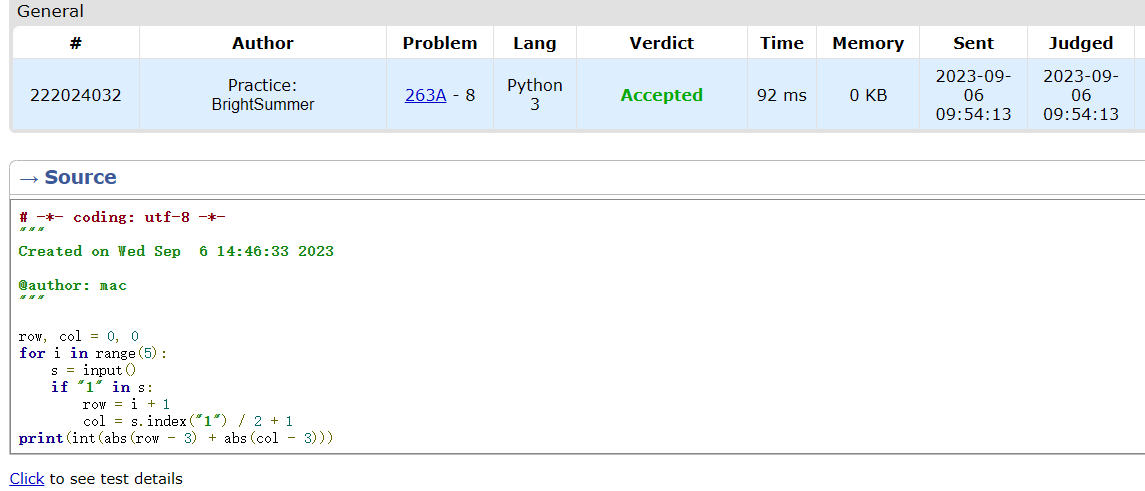 General
# Author Problem Lang Verdict Time Memory Sent Judged
222024032 Practice: BrightSummer 263A - 8 Python 3 Accepted 92 ms 0 KB 2023-09-06 09:54:13 2023-09-06 09:54:13
→ Source
# -*- coding: utf-8 -*-
"""
Created on Wed Sep  6 14:46:33 2023
@author: mac
"""
row, col = 0, 0
for i in range(5):
    s = input()
    if "1" in s:
        row = i + 1
        col = s.index("1") / 2 + 1
print(int(abs(row - 3) + abs(col - 3)))
Click to see test details